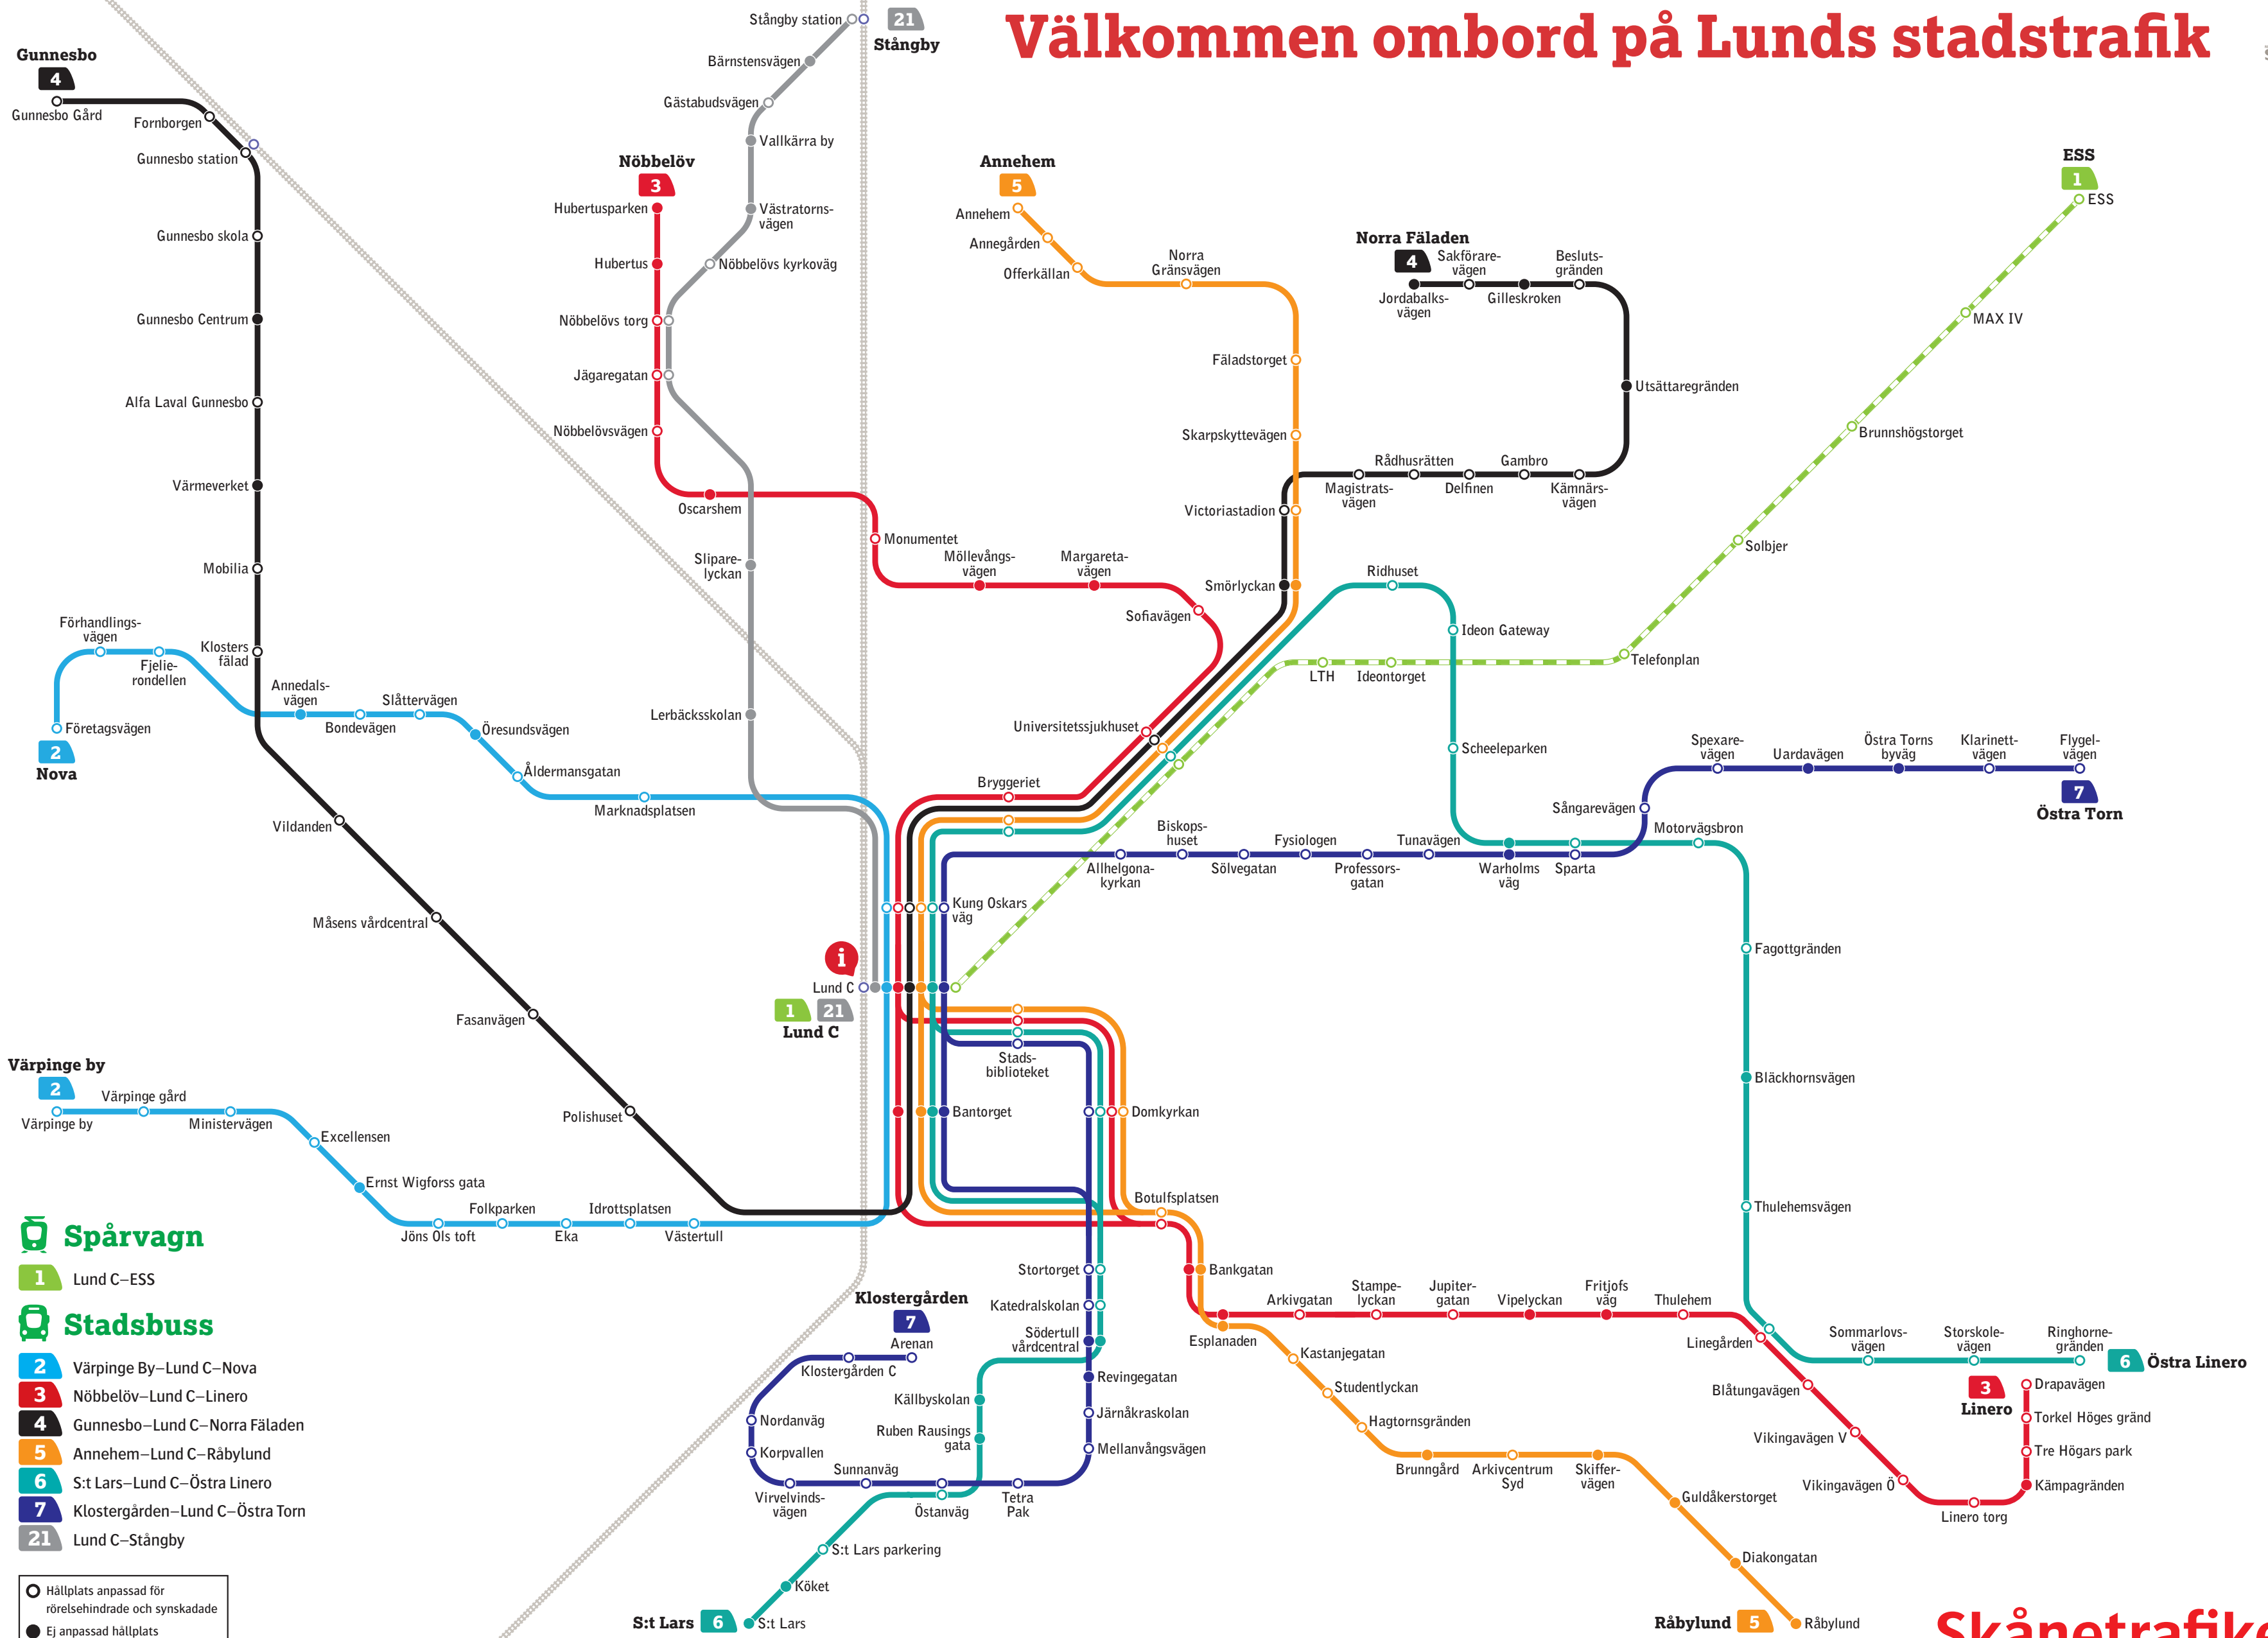 Välkommen ombord på Lunds stadstrafik
Stångby station
21
Stångby
Bärnstensvägen
Gästabudsvägen
Vallkärra by
Västratorns-
vägen
Nöbbelövs kyrkoväg
Gunnesbo
4
Gunnesbo Gård
Fornborgen
Gunnesbo station
Gunnesbo skola
Gunnesbo Centrum
Alfa Laval Gunnesbo
Värmeverket
Mobilia
Klosters
fälad
Nöbbelöv
3
Hubertusparken
Hubertus
Nöbbelövs torg
Jägaregatan
Nöbbelövsvägen
Oscarshem
Slipare-
lyckan
Lerbäcksskolan
Monumentet
Möllevångs-
vägen
Margareta-
vägen
Sofiavägen
Annehem
5
Annehem
Annegården
Offerkällan
Norra
Gränsvägen
Fäladstorget
Skarpskyttevägen
Victoriastadion
Smörlyckan
Norra Fäladen
4
Jordabalks-
vägen
Sakförare-
vägen
Gilleskroken
Besluts-
gränden
Utsättaregränden
Magistrats-
vägen
Rådhusrätten
Delfinen
Gambro
Kämnärs-
vägen
ESS
1
ESS
MAX IV
Brunnshögstorget
Solbjer
Telefonplan
LTH
Ideontorget
Ridhuset
Ideon Gateway
Scheeleparken
Förhandlings-
vägen
Fjelie-
rondellen
Företagsvägen
2
Nova
Annedals-
vägen
Bondevägen
Slåttervägen
Öresundsvägen
Åldermansgatan
Marknadsplatsen
Universitetssjukhuset
Bryggeriet
Vildanden
Måsens vårdcentral
Fasanvägen
Polishuset
Spexare-
vägen
Uardavägen
Östra Torns
byväg
Klarinett-
vägen
Flygel-
vägen
7
Östra Torn
Sångarevägen
Motorvägsbron
Allhelgona-
kyrkan
Biskops-
huset
Sölvegatan
Fysiologen
Professors-
gatan
Tunavägen
Warholms
väg
Sparta
Kung Oskars
väg
i
Lund C
1
21
Lund C
Stads-
biblioteket
Bantorget
Domkyrkan
Botulfsplatsen
Fagottgränden
Bläckhornsvägen
Thulehemsvägen
Värpinge by
2
Värpinge by
Värpinge gård
Ministervägen
Excellensen
Ernst Wigforss gata
Jöns Ols toft
Folkparken
Eka
Idrottsplatsen
Västertull
Stortorget
Katedralskolan
Södertull
vårdcentral
Revingegatan
Järnåkraskolan
Mellanvångsvägen
Klostergården
7
Arenan
Klostergården C
Nordanväg
Korpvallen
Virvelvinds-
vägen
Sunnanväg
Östanväg
Tetra
Pak
Källbyskolan
Ruben Rausings
gata
S:t Lars parkering
Köket
S:t Lars
6
S:t Lars
Bankgatan
Esplanaden
Arkivgatan
Stampe-
lyckan
Jupiter-
gatan
Vipelyckan
Fritjofs
väg
Thulehem
Linegården
Blåtungavägen
Vikingavägen V
Vikingavägen Ö
Linero torg
Kämpagränden
Tre Högars park
Torkel Höges gränd
Drapavägen
3
Linero
Sommarlovs-
vägen
Storskole-
vägen
Ringhorne-
gränden
6
Östra Linero
Kastanjegatan
Studentlyckan
Hagtornsgränden
Brunngård
Arkivcentrum
Syd
Skiffer-
vägen
Guldåkerstorget
Diakongatan
Råbylund
5
Råbylund
Spårvagn
1 Lund C–ESS
Stadsbuss
2 Värpinge By–Lund C–Nova
3 Nöbbelöv–Lund C–Linero
4 Gunnesbo–Lund C–Norra Fäladen
5 Annehem–Lund C–Råbylund
6 S:t Lars–Lund C–Östra Linero
7 Klostergården–Lund C–Östra Torn
21 Lund C–Stångby
Hållplats anpassad för
rörelsehindrade och synskadade
Ej anpassad hållplats